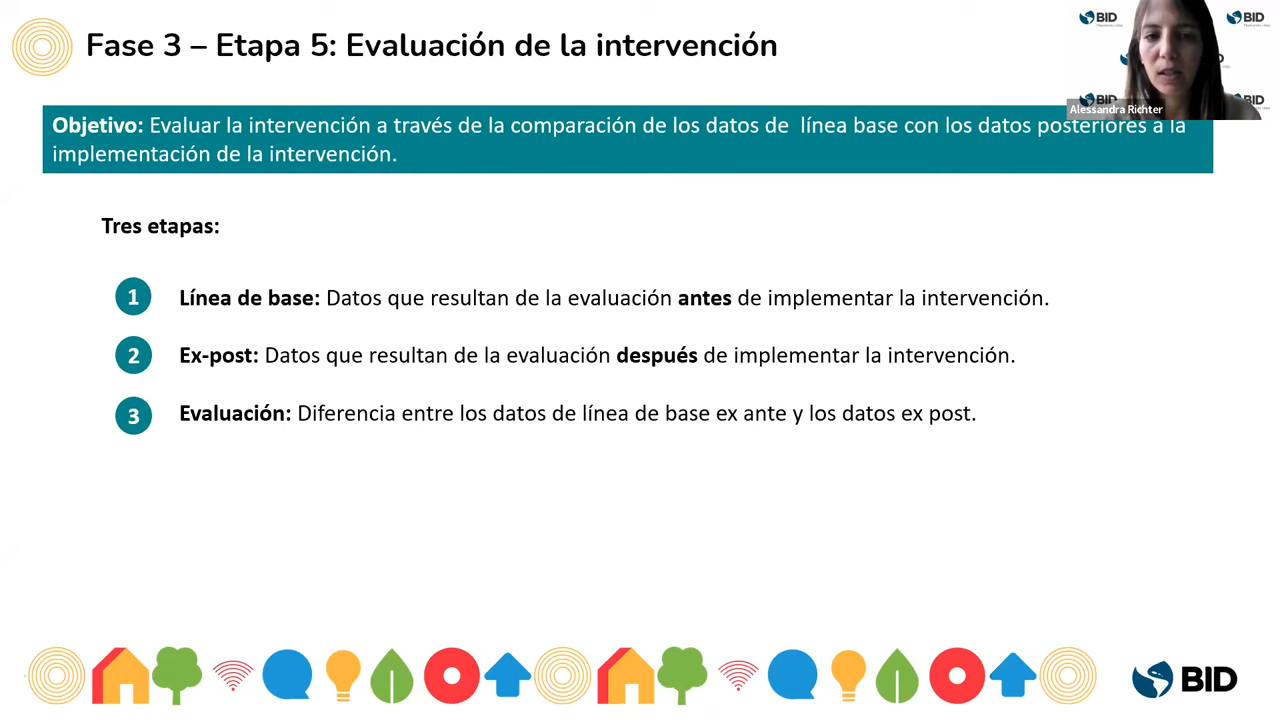 Fase 3 – Etapa 5: Evaluación de la intervención
BID
BID
BID
BID
Alessandra Richter
Objetivo: Evaluar la intervención a través de la comparación de los datos de línea base con los datos posteriores a la
implementación de la intervención.
Tres etapas:
1 Línea de base: Datos que resultan de la evaluación antes de implementar la intervención.
2 Ex-post: Datos que resultan de la evaluación después de implementar la intervención.
3 Evaluación: Diferencia entre los datos de línea de base ex ante y los datos ex post.
BID